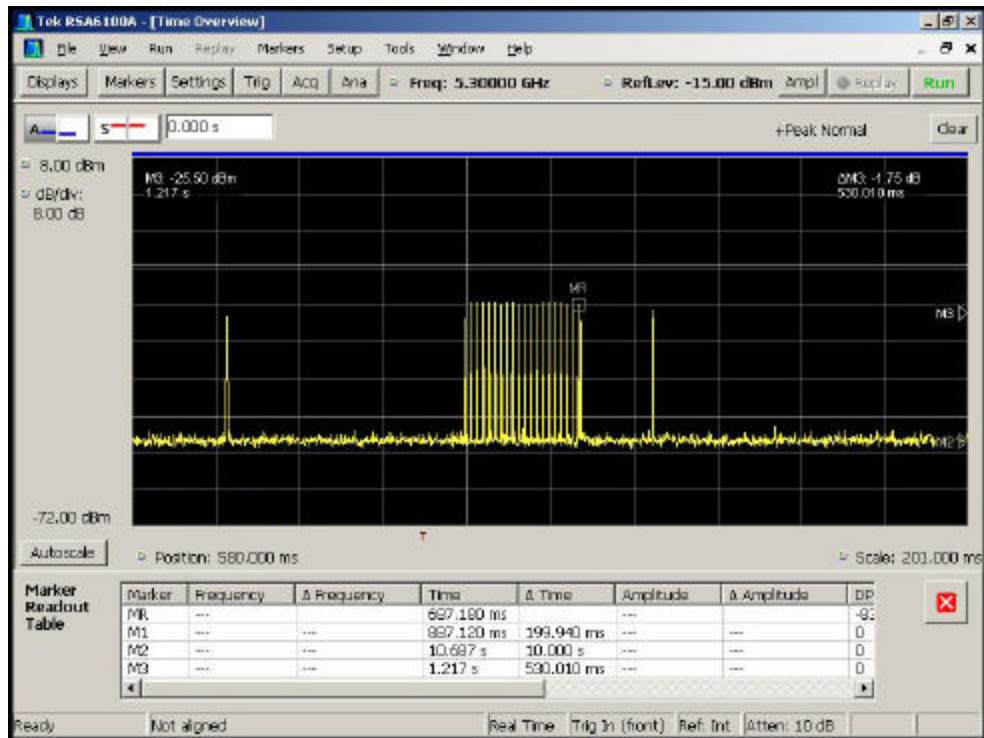 Tek RSA6100A - [Time Overview]
File View Run Replay Markers Setup Tools Window Help
Displays Markers Settings Trig Acq Ana Freq: 5.30000 GHz RefLev: -15.00 dBm Ampl Replay Run
A S 0.000 s +Peak Normal Clear
8.00 dBm
dB/div:
8.00 dB
M3: -25.50 dBm
1.217 s
ΔM3: -1.75 dB
530.010 ms
MR
M3
M2
-72.00 dBm
T
Autoscale Position: 580.000 ms Scale: 201.000 ms
Marker Readout Table
Marker Frequency Δ Frequency Time Δ Time Amplitude Δ Amplitude DP
MR --- 687.180 ms ---
M1 --- --- 887.120 ms 199.940 ms --- --- 0
M2 --- --- 10.687 s 10.000 s --- --- 0
M3 --- --- 1.217 s 530.010 ms --- --- 0
Ready Not aligned Real Time Trig In (front) Ref: Int Atten: 10 dB